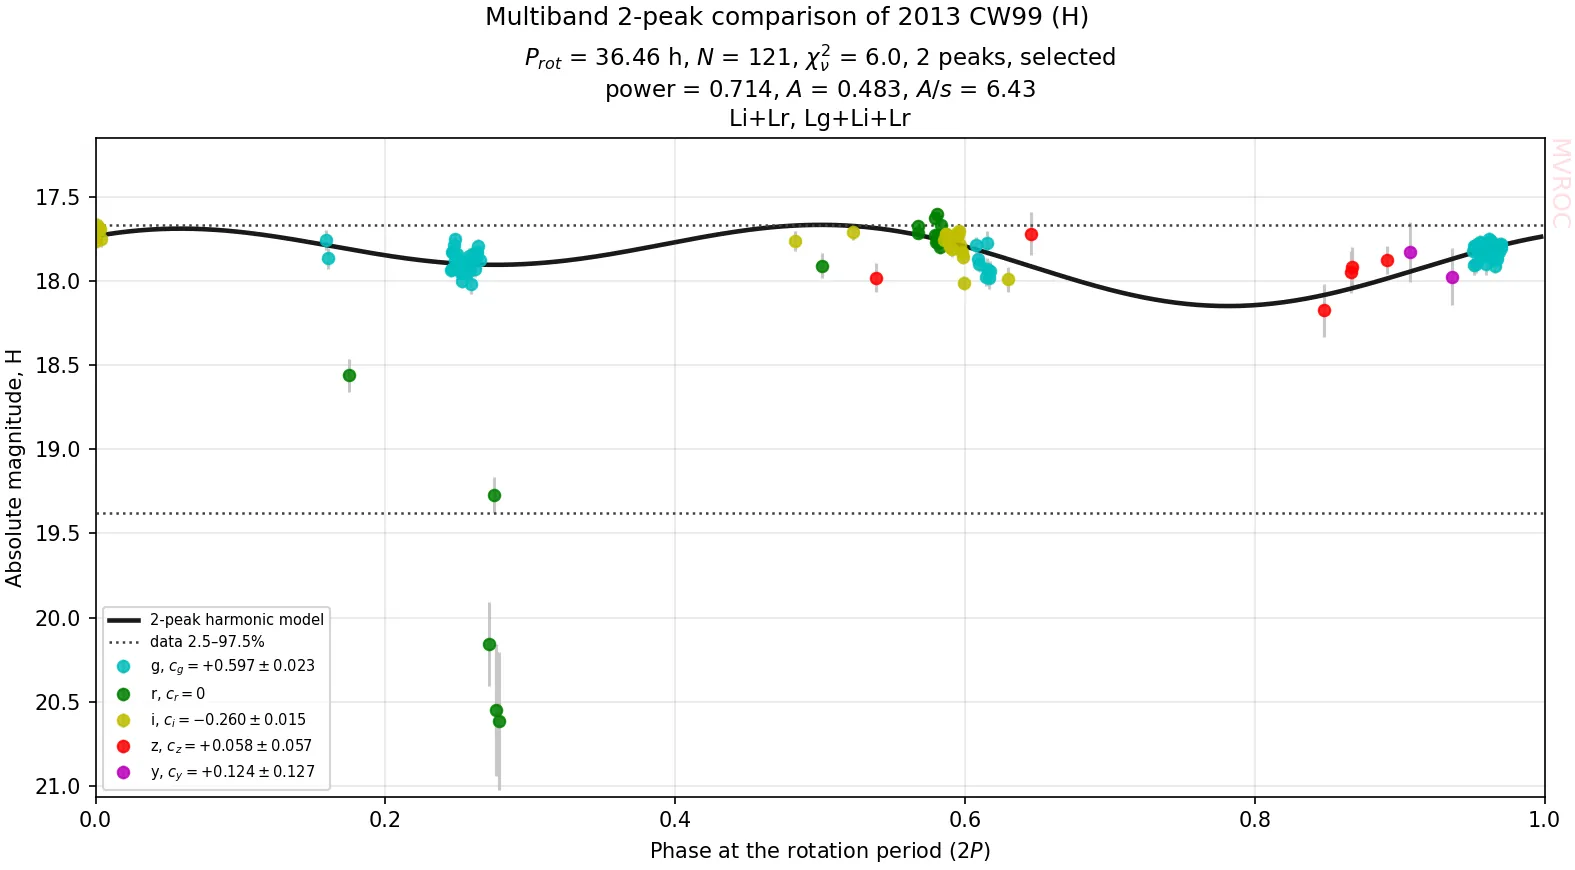 Multiband 2-peak comparison of 2013 CW99 (H)
P_rot = 36.46 h, N = 121, χ²_ν = 6.0, 2 peaks, selected
power = 0.714, A = 0.483, A/s = 6.43
Li+Lr, Lg+Li+Lr
MVROC
17.5
18.0
18.5
19.0
19.5
20.0
20.5
21.0
Absolute magnitude, H
2-peak harmonic model
data 2.5–97.5%
g, c_g = +0.597 ± 0.023
r, c_r = 0
i, c_i = −0.260 ± 0.015
z, c_z = +0.058 ± 0.057
y, c_y = +0.124 ± 0.127
0.0 0.2 0.4 0.6 0.8 1.0
Phase at the rotation period (2P)